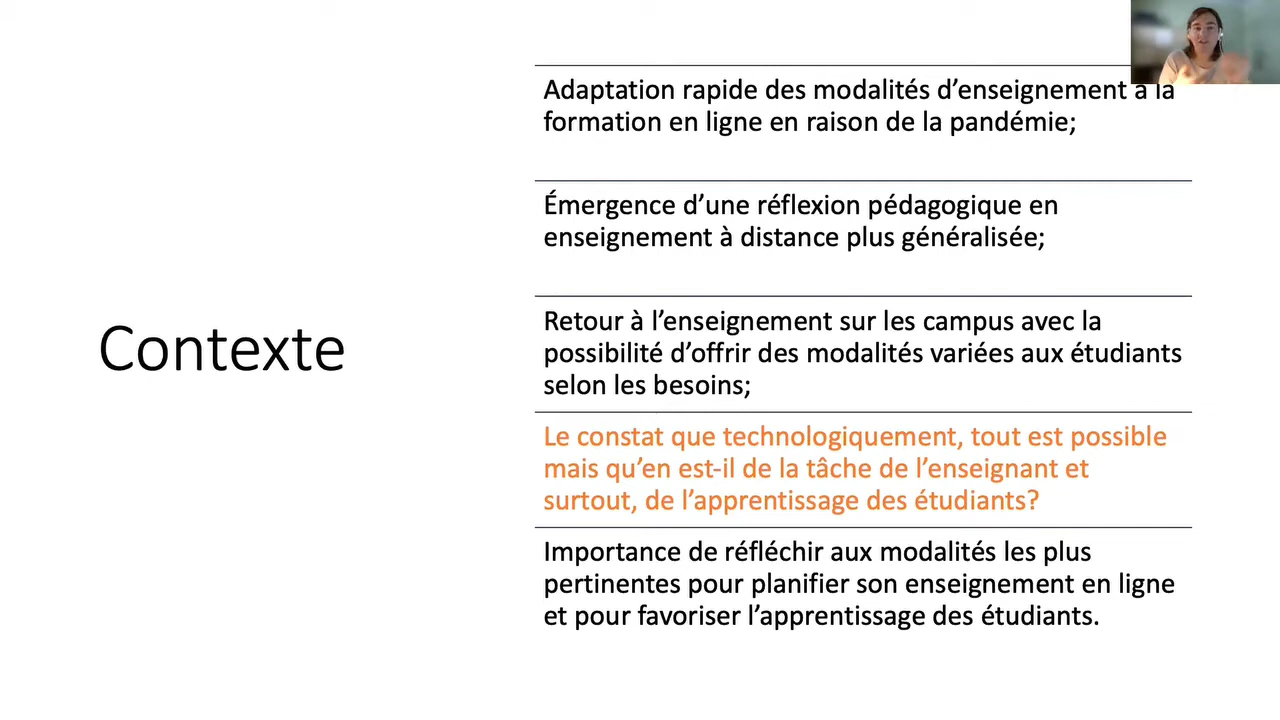 Contexte
Adaptation rapide des modalités d’enseignement à la
formation en ligne en raison de la pandémie;
Émergence d’une réflexion pédagogique en
enseignement à distance plus généralisée;
Retour à l’enseignement sur les campus avec la
possibilité d’offrir des modalités variées aux étudiants
selon les besoins;
Le constat que technologiquement, tout est possible
mais qu’en est-il de la tâche de l’enseignant et
surtout, de l’apprentissage des étudiants?
Importance de réfléchir aux modalités les plus
pertinentes pour planifier son enseignement en ligne
et pour favoriser l’apprentissage des étudiants.